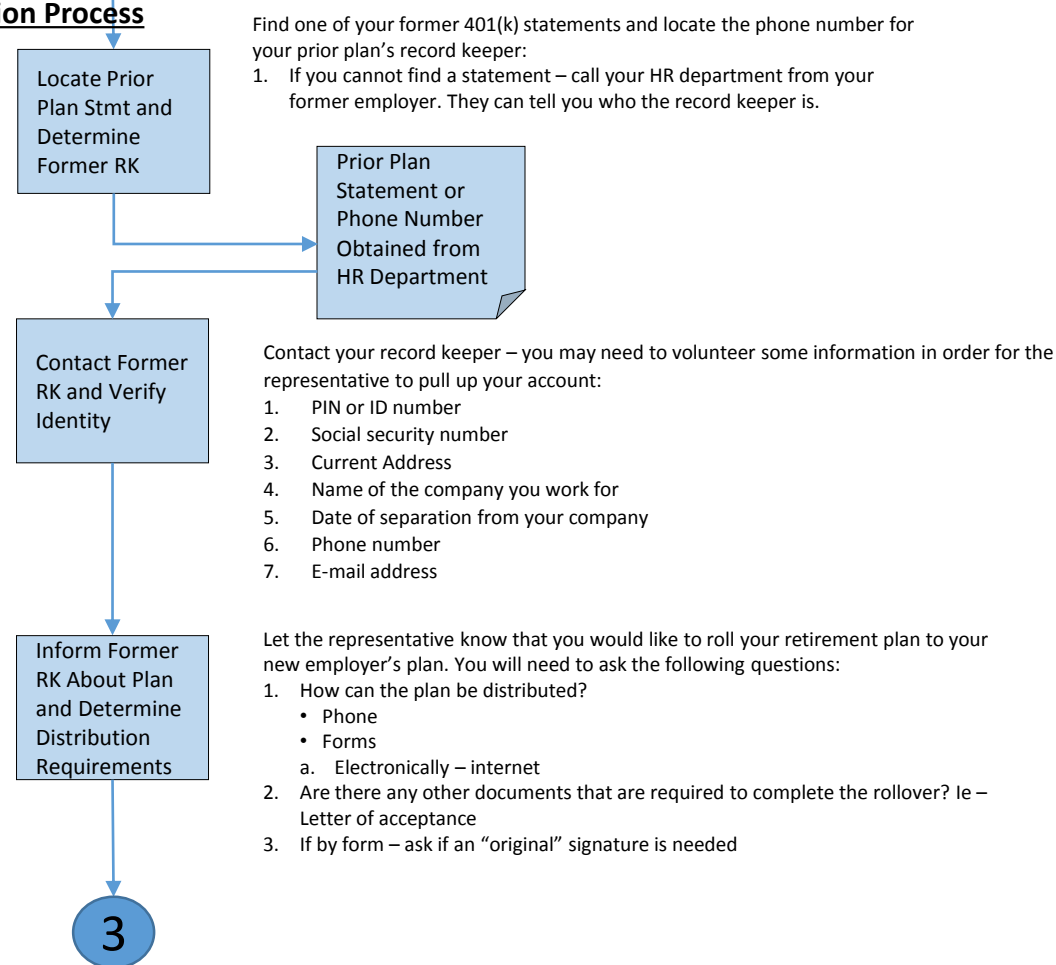 ion Process
Find one of your former 401(k) statements and locate the phone number for
your prior plan’s record keeper:
1. If you cannot find a statement – call your HR department from your
former employer. They can tell you who the record keeper is.
Locate Prior
Plan Stmt and
Determine
Former RK
Prior Plan
Statement or
Phone Number
Obtained from
HR Department
Contact Former
RK and Verify
Identity
Contact your record keeper – you may need to volunteer some information in order for the
representative to pull up your account:
1. PIN or ID number
2. Social security number
3. Current Address
4. Name of the company you work for
5. Date of separation from your company
6. Phone number
7. E-mail address
Inform Former
RK About Plan
and Determine
Distribution
Requirements
Let the representative know that you would like to roll your retirement plan to your
new employer’s plan. You will need to ask the following questions:
1. How can the plan be distributed?
• Phone
• Forms
a. Electronically – internet
2. Are there any other documents that are required to complete the rollover? Ie –
Letter of acceptance
3. If by form – ask if an “original” signature is needed
3